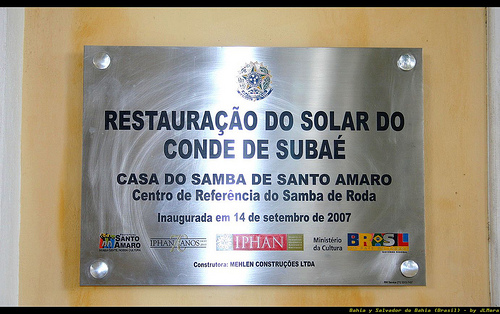 RESTAURAÇÃO DO SOLAR DO
CONDE DE SUBAÉ
CASA DO SAMBA DE SANTO AMARO
Centro de Referência do Samba de Roda
Inaugurada em 14 de setembro de 2007
SANTO AMARO
IPHAN ANOS
IPHAN
Ministério da Cultura
BRASIL
Construtora: MEHLEN CONSTRUÇÕES LTDA
Bahia y Salvador de Bahia (Brasil) - by JLMera